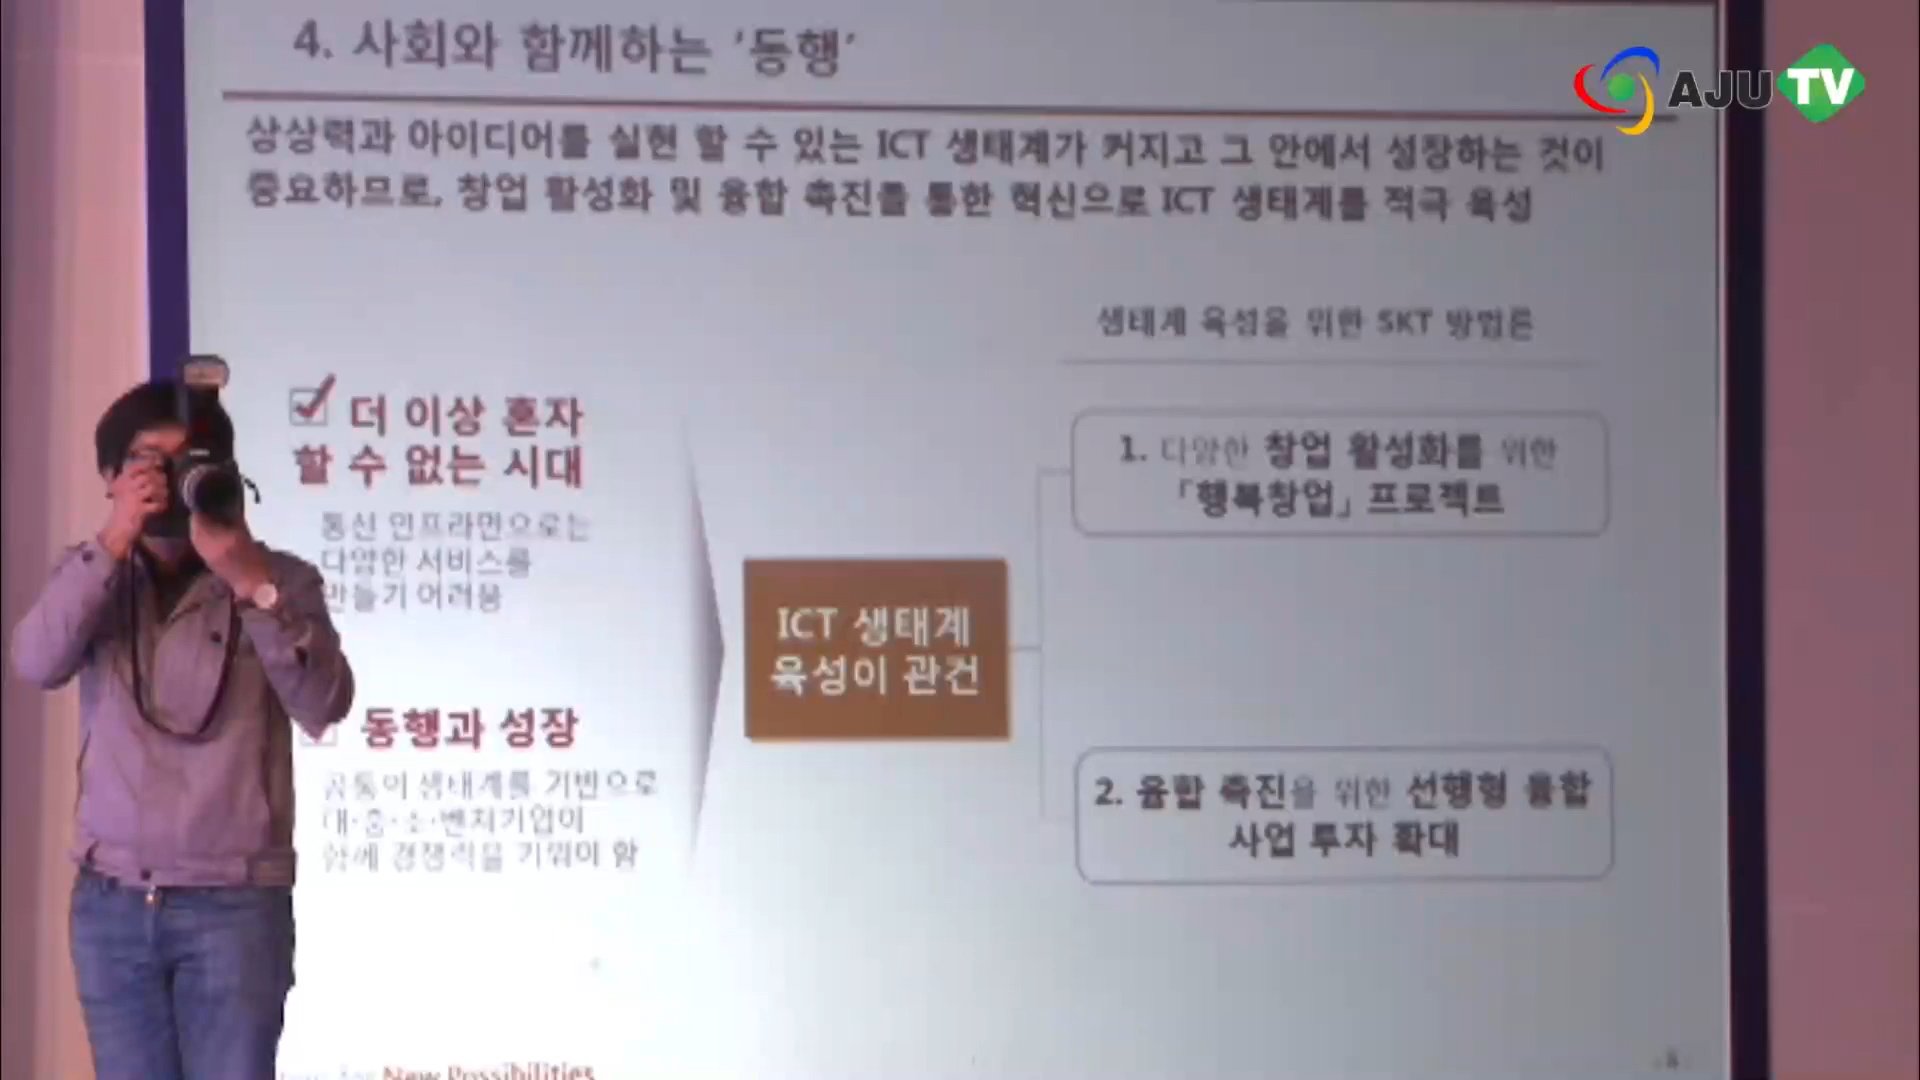 4. 사회와 함께하는 '동행'
AJU TV
상상력과 아이디어를 실현 할 수 있는 ICT 생태계가 커지고 그 안에서 성장하는 것이
중요하므로, 창업 활성화 및 융합 촉진을 통한 혁신으로 ICT 생태계를 적극 육성
생태계 육성을 위한 SKT 방법론
더 이상 혼자
할 수 없는 시대
통신 인프라만으로는
다양한 서비스를
만들기 어려움
1. 다양한 창업 활성화를 위한
「행복창업」 프로젝트
ICT 생태계
육성이 관건
동행과 성장
공통의 생태계를 기반으로
대·중·소·벤처기업이
함께 경쟁력을 키워야 함
2. 융합 촉진을 위한 선행형 융합
사업 투자 확대
New Possibilities